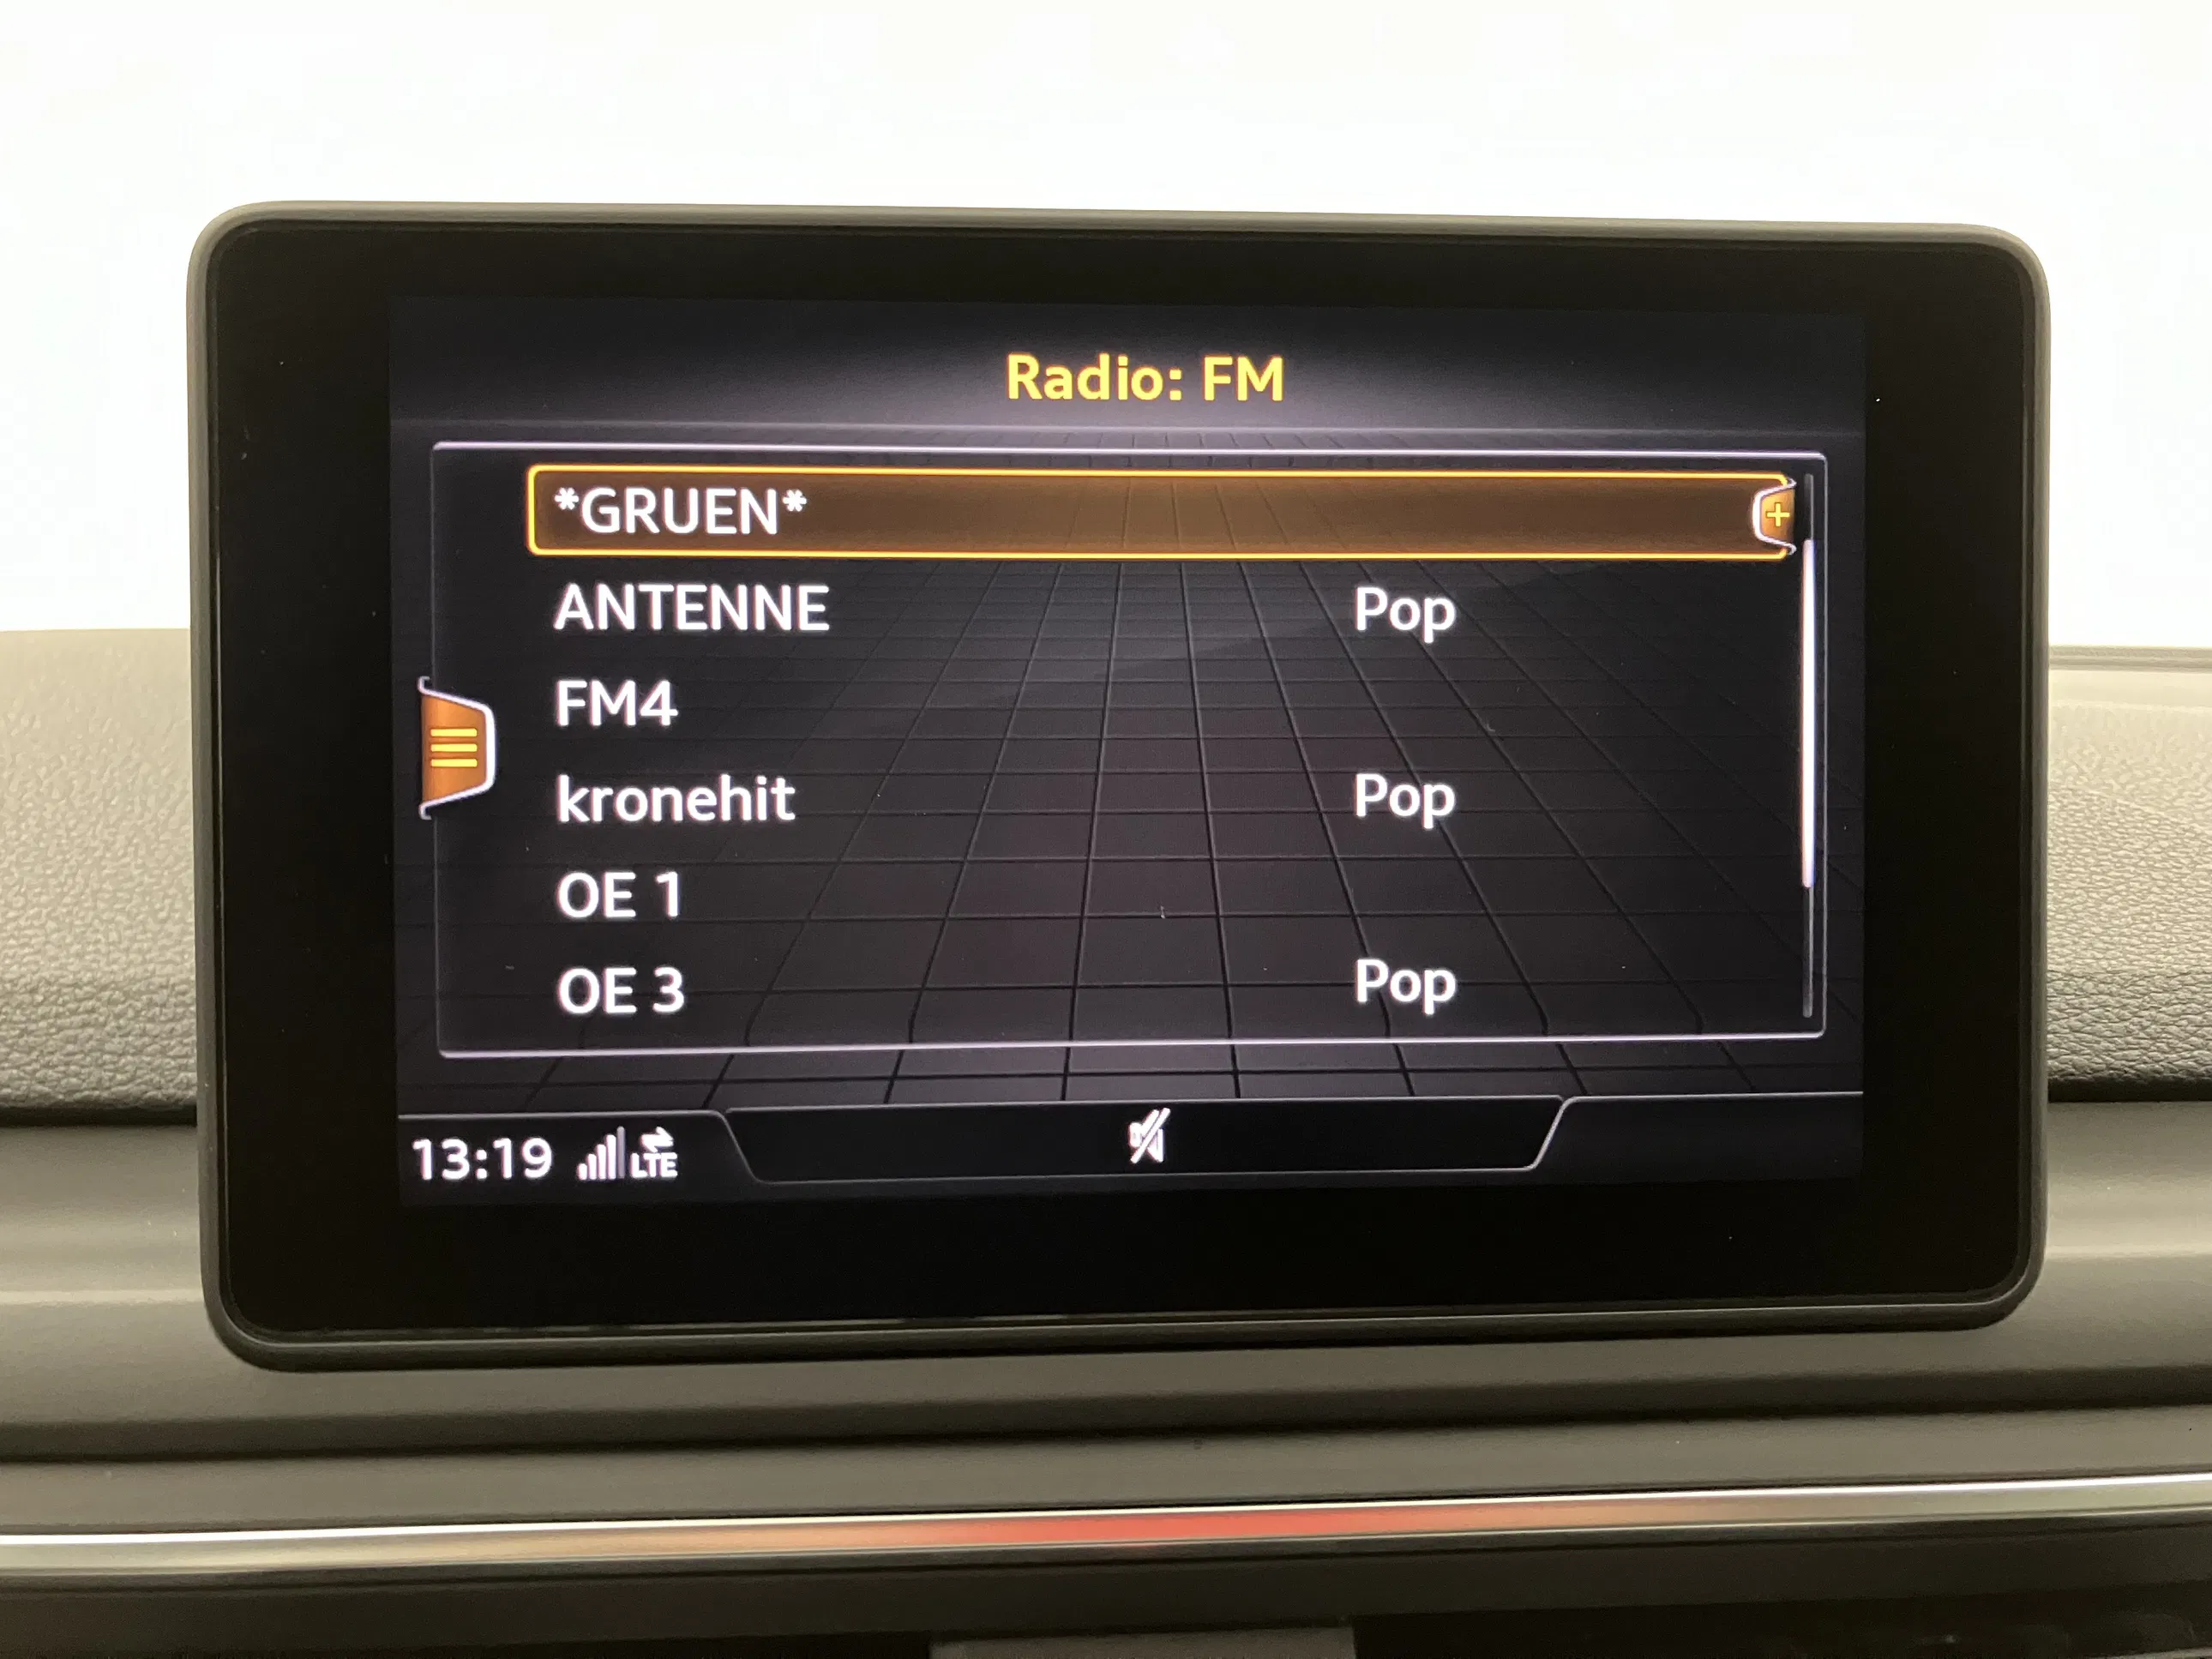 Radio: FM
*GRUEN*
ANTENNE Pop
FM4
kronehit Pop
OE 1
OE 3 Pop
13:19 LTE